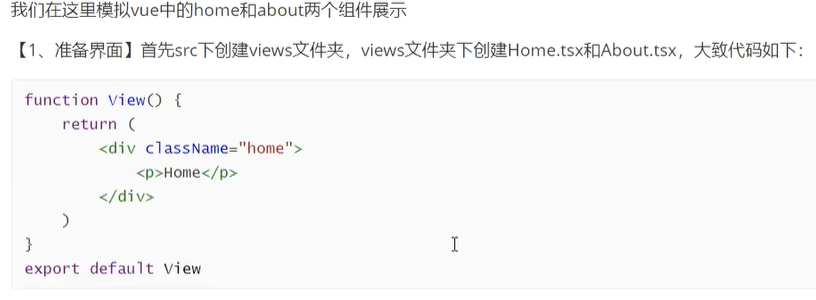 我们在这里模拟vue中的home和about两个组件展示
【1、准备界面】首先src下创建views文件夹，views文件夹下创建Home.tsx和About.tsx，大致代码如下：
function View() {
    return (
        <div className="home">
            <p>Home</p>
        </div>
    )
}
export default View